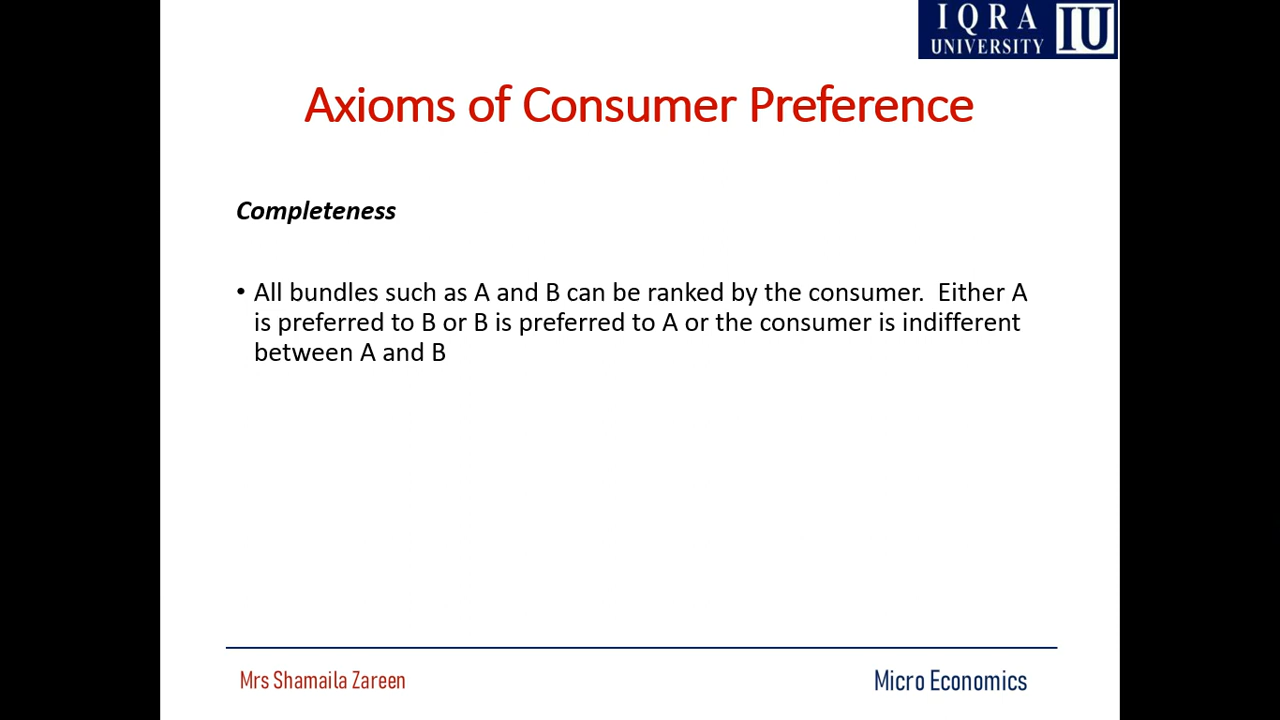 IQRA
UNIVERSITY IU
Axioms of Consumer Preference
Completeness
• All bundles such as A and B can be ranked by the consumer.  Either A
is preferred to B or B is preferred to A or the consumer is indifferent
between A and B
Mrs Shamaila Zareen
Micro Economics